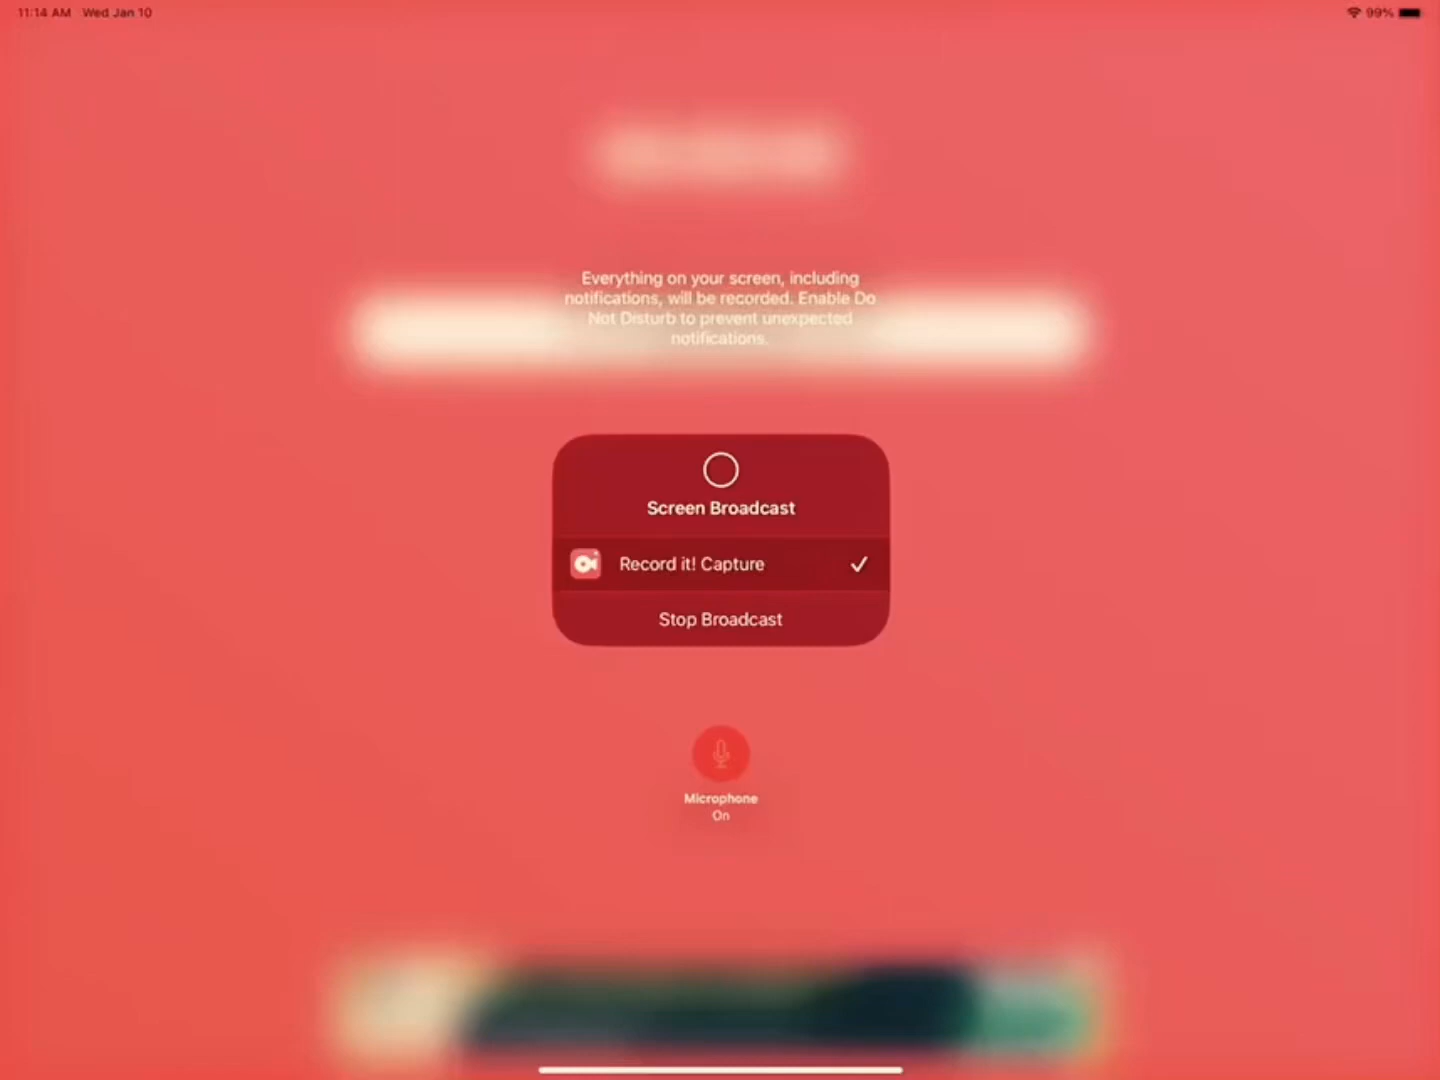 11:14 AM Wed Jan 10
99%
Everything on your screen, including
notifications, will be recorded. Enable Do
Not Disturb to prevent unexpected
notifications.
Screen Broadcast
Record it! Capture
Stop Broadcast
Microphone
On